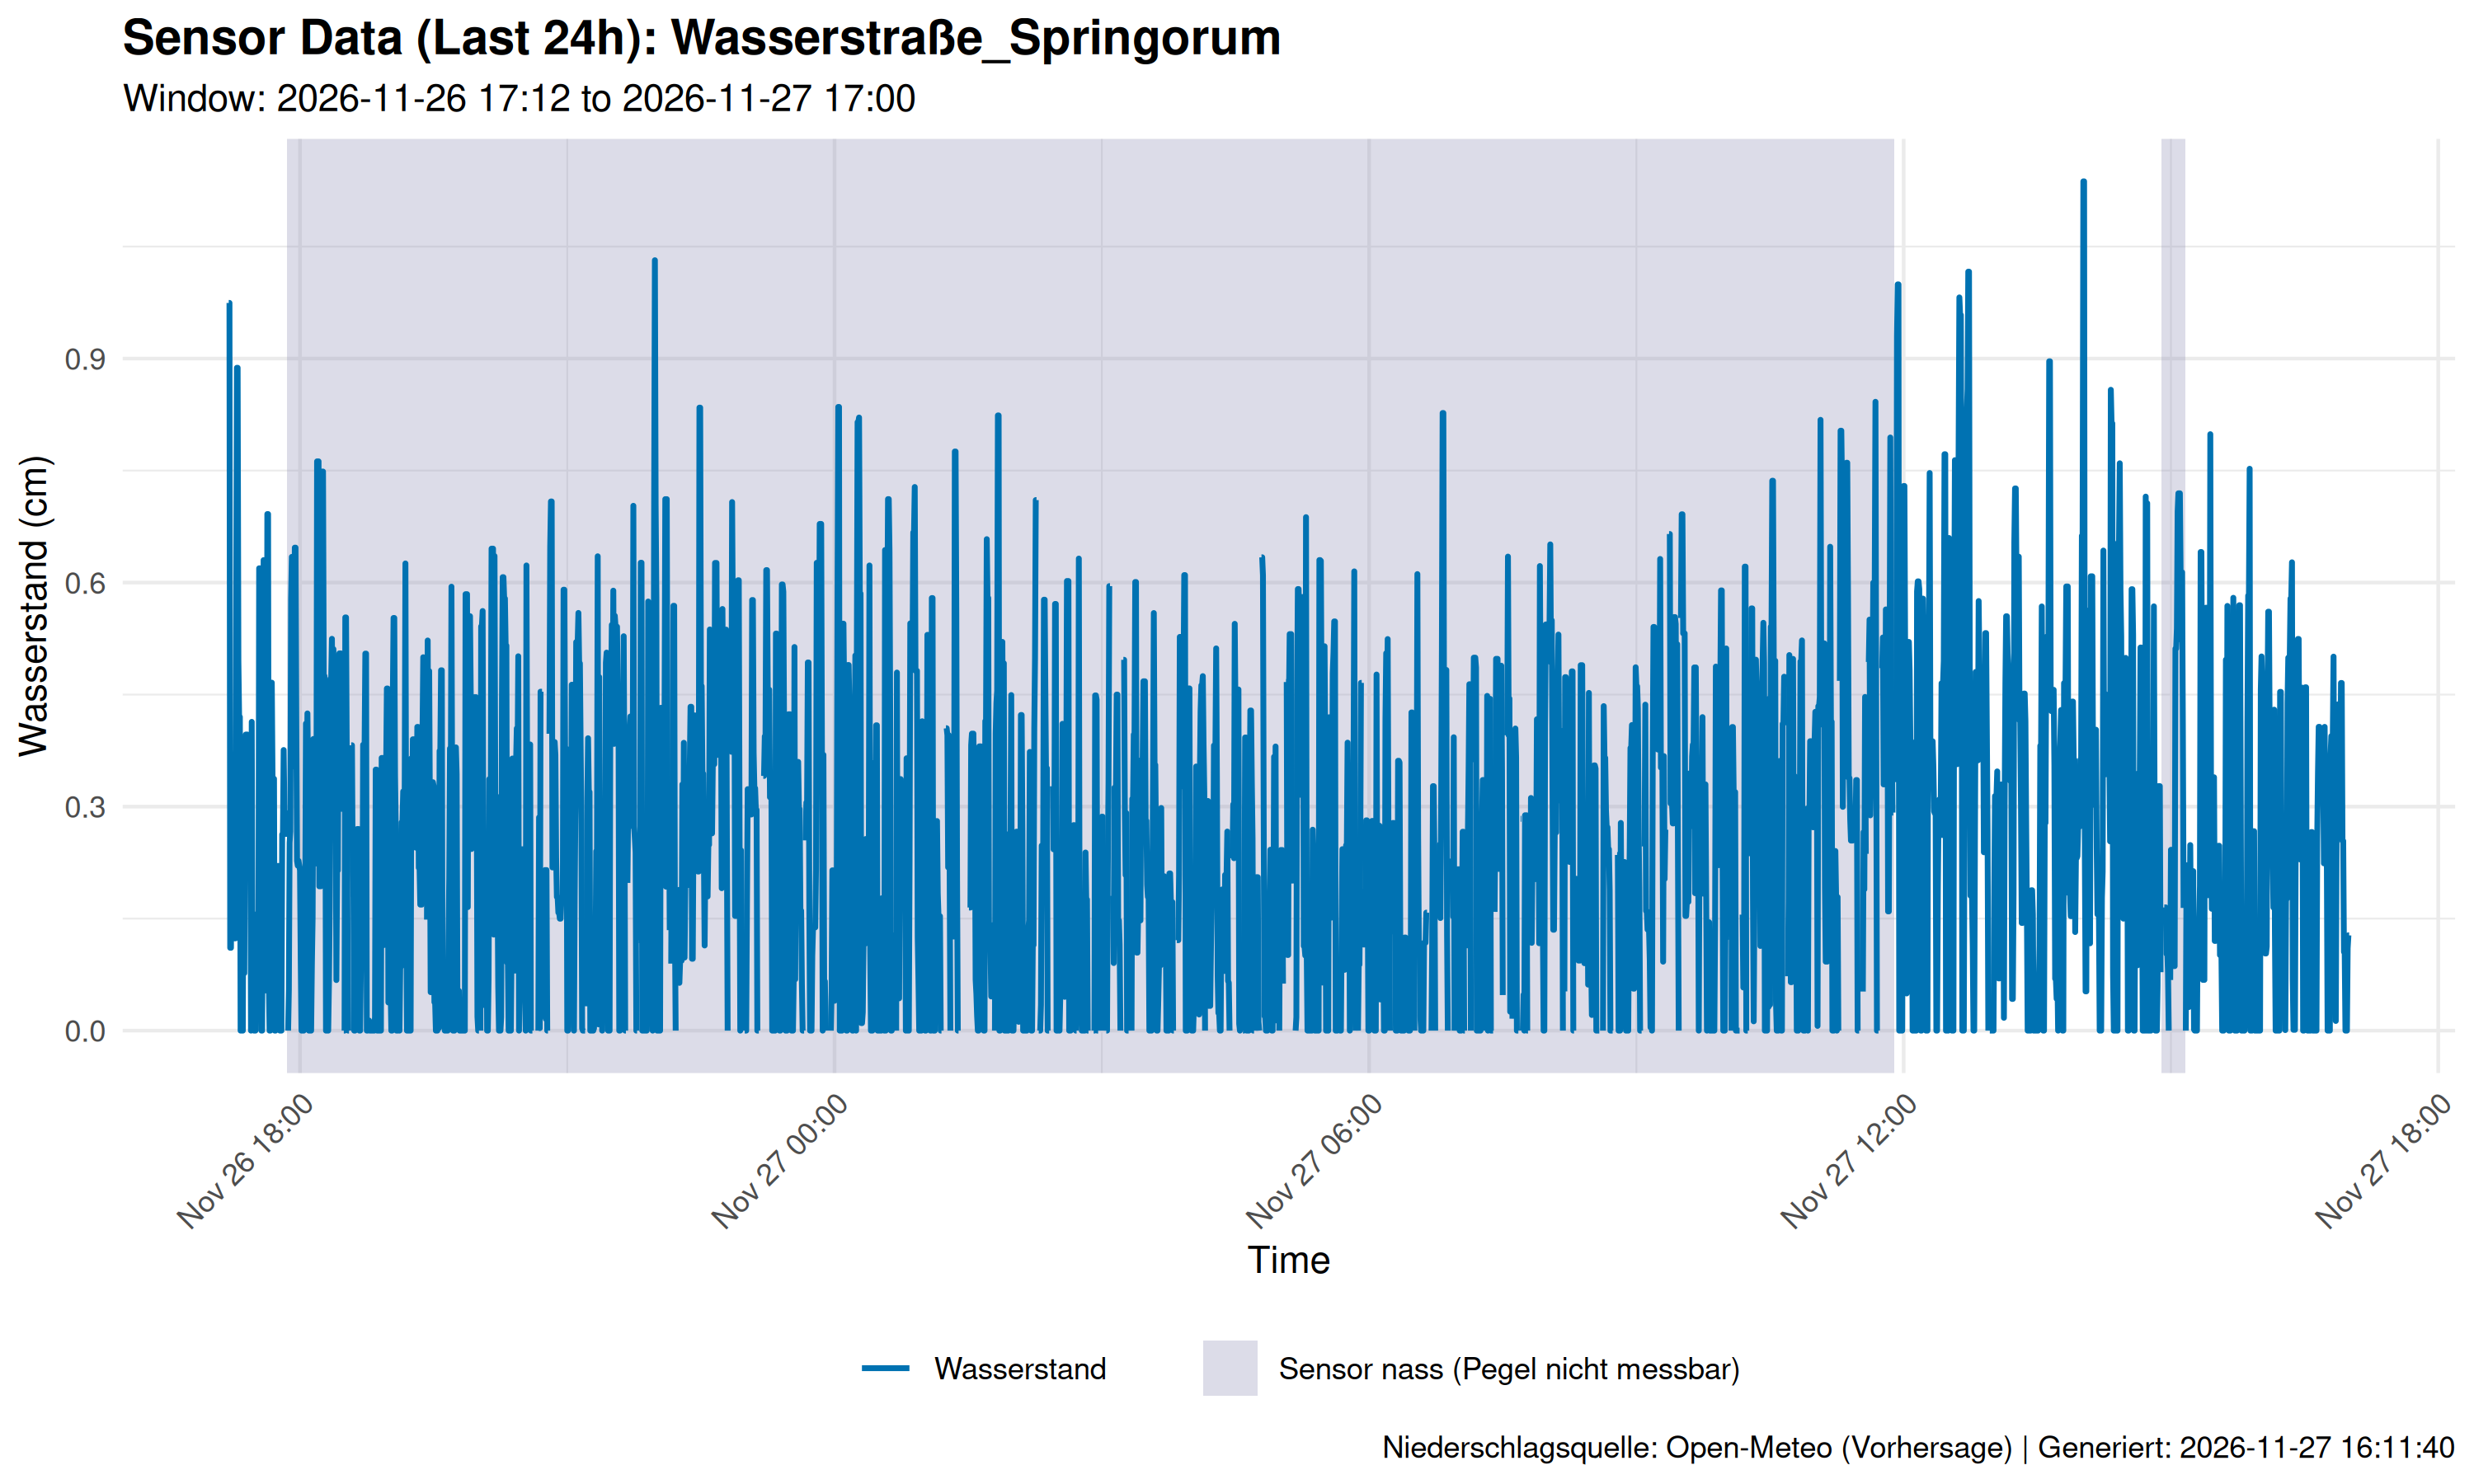 Sensor Data (Last 24h): Wasserstraße_Springorum
Window: 2026-11-26 17:12 to 2026-11-27 17:00
Wasserstand (cm)
0.9
0.6
0.3
0.0
Nov 26 18:00
Nov 27 00:00
Nov 27 06:00
Nov 27 12:00
Nov 27 18:00
Time
Wasserstand
Sensor nass (Pegel nicht messbar)
Niederschlagsquelle: Open-Meteo (Vorhersage) | Generiert: 2026-11-27 16:11:40